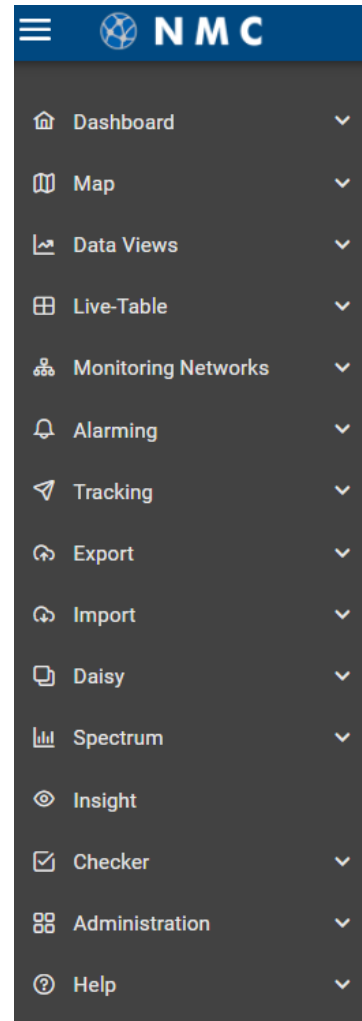 NMC
Dashboard
Map
Data Views
Live-Table
Monitoring Networks
Alarming
Tracking
Export
Import
Daisy
Spectrum
Insight
Checker
Administration
Help